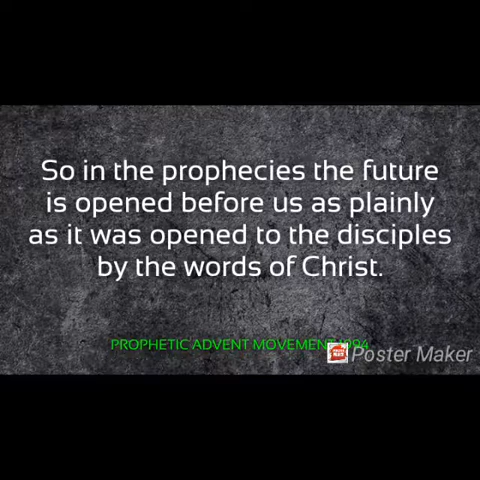 So in the prophecies the future
is opened before us as plainly
as it was opened to the disciples
by the words of Christ.
PROPHETIC ADVENT MOVEMENT 1994
Poster Maker